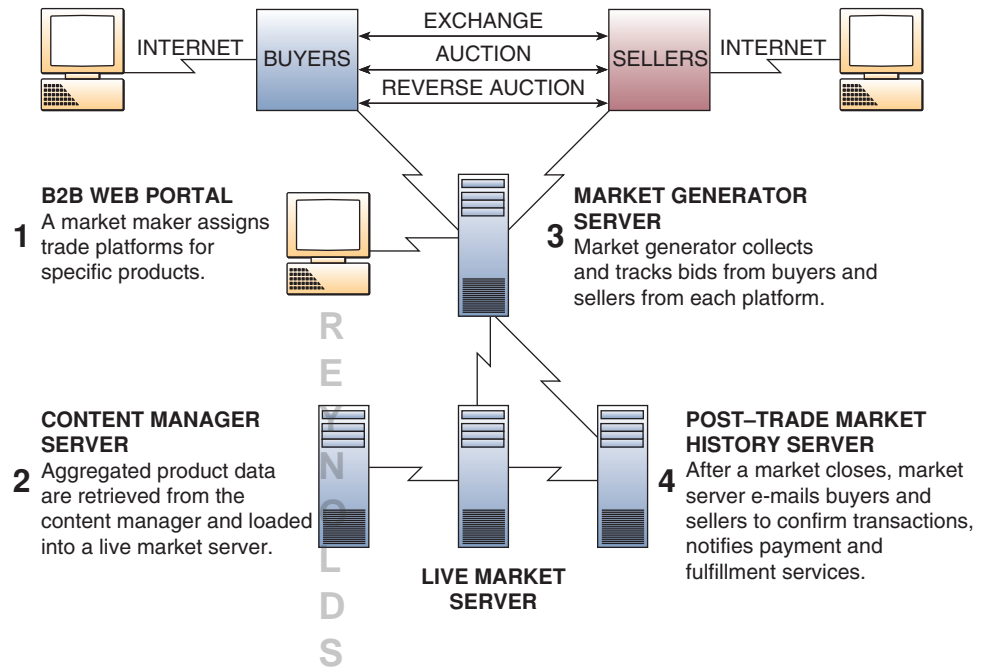 EXCHANGE
INTERNET
BUYERS
AUCTION
SELLERS
INTERNET
REVERSE AUCTION
B2B WEB PORTAL
1
A market maker assigns
trade platforms for
specific products.
MARKET GENERATOR
SERVER
3
Market generator collects
and tracks bids from buyers and
sellers from each platform.
CONTENT MANAGER
SERVER
2
Aggregated product data
are retrieved from the
content manager and loaded
into a live market server.
LIVE MARKET
SERVER
POST–TRADE MARKET
HISTORY SERVER
4
After a market closes, market
server e-mails buyers and
sellers to confirm transactions,
notifies payment and
fulfillment services.
R
E
Y
N
O
L
D
S